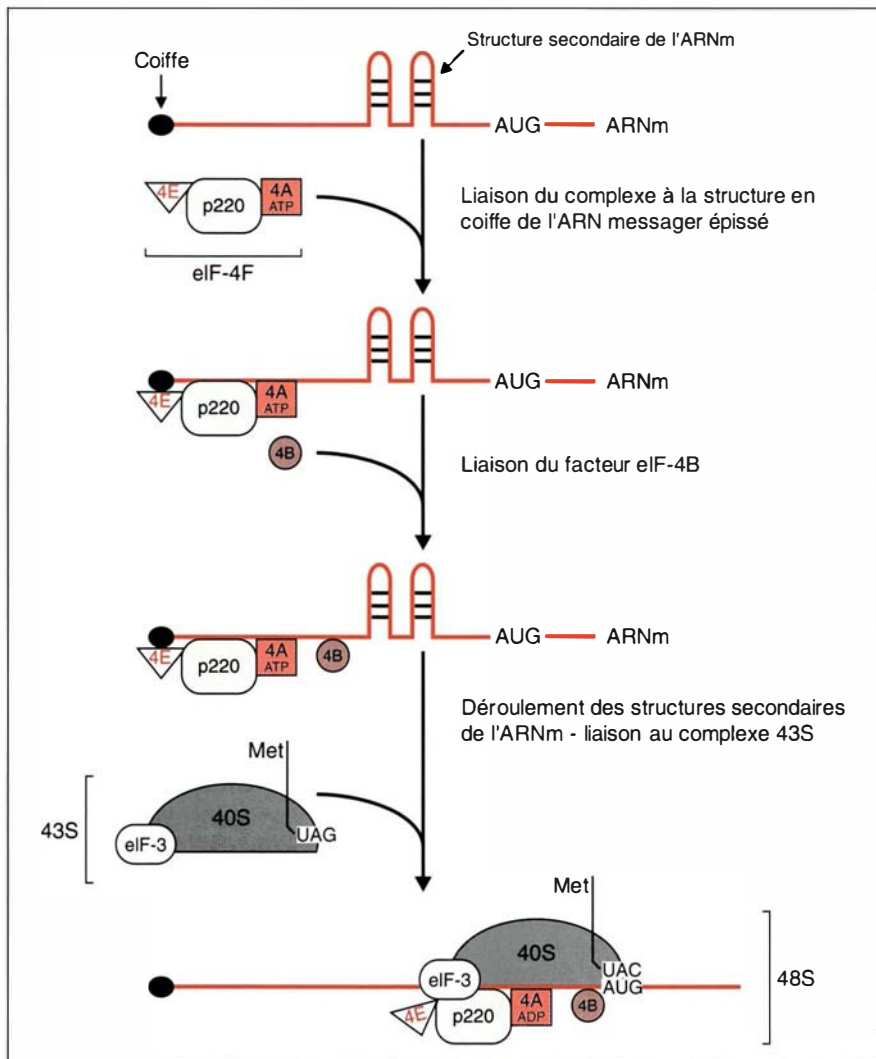 Structure secondaire de l'ARNm
Coiffe
AUG ARNm
4E p220 4A
ATP
Liaison du complexe à la structure en
coiffe de l'ARN messager épissé
eIF-4F
AUG ARNm
4E p220 4A
ATP
4B
Liaison du facteur eIF-4B
AUG ARNm
4E p220 4A
ATP
4B
Déroulement des structures secondaires
de l'ARNm - liaison au complexe 43S
Met
43S
40S
UAG
eIF-3
Met
40S
48S
eIF-3
UAC
AUG
4E p220 4A
ADP
4B